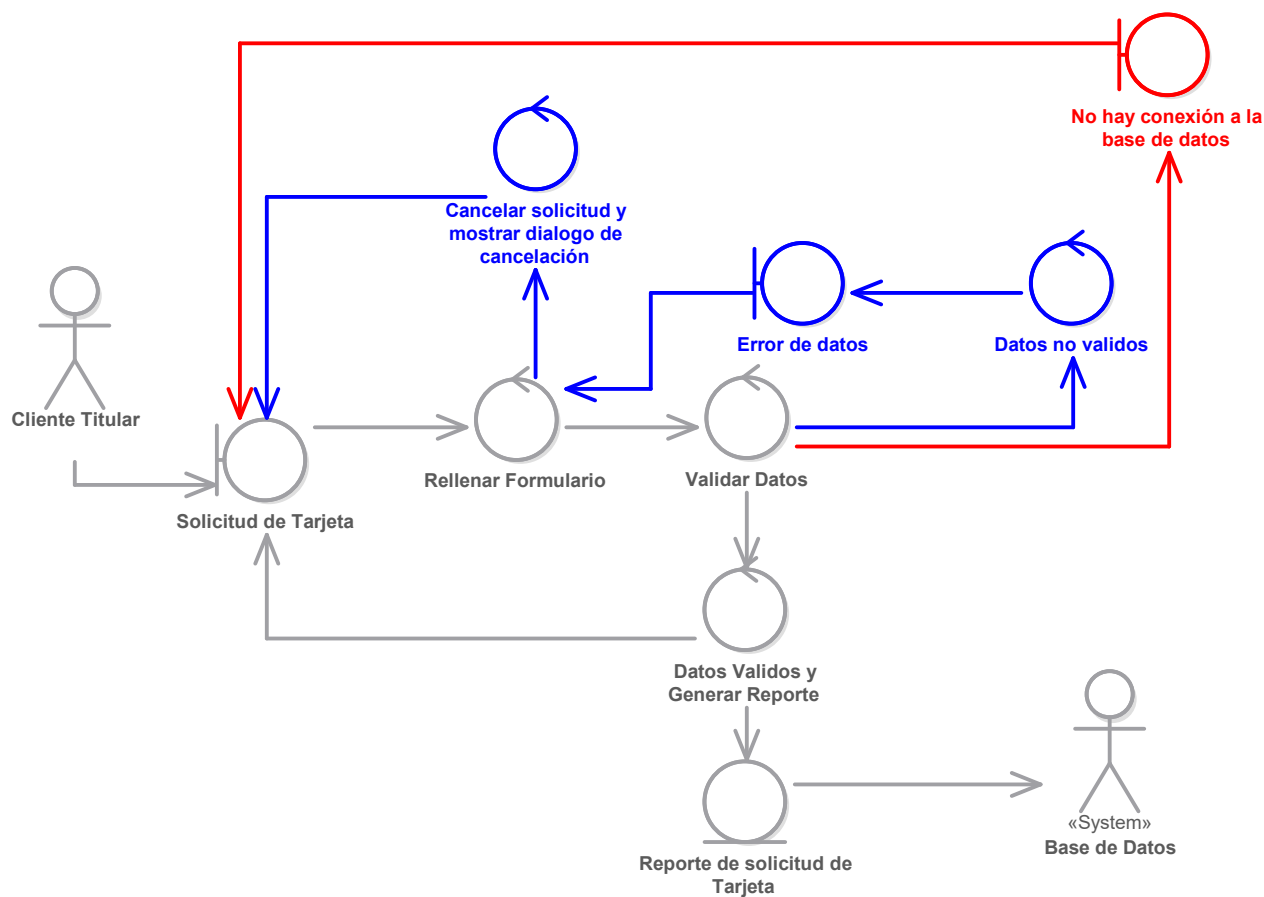 No hay conexión a la
base de datos
Cancelar solicitud y
mostrar dialogo de
cancelación
Error de datos
Datos no validos
Cliente Titular
Rellenar Formulario
Validar Datos
Solicitud de Tarjeta
Datos Validos y
Generar Reporte
«System»
Base de Datos
Reporte de solicitud de
Tarjeta